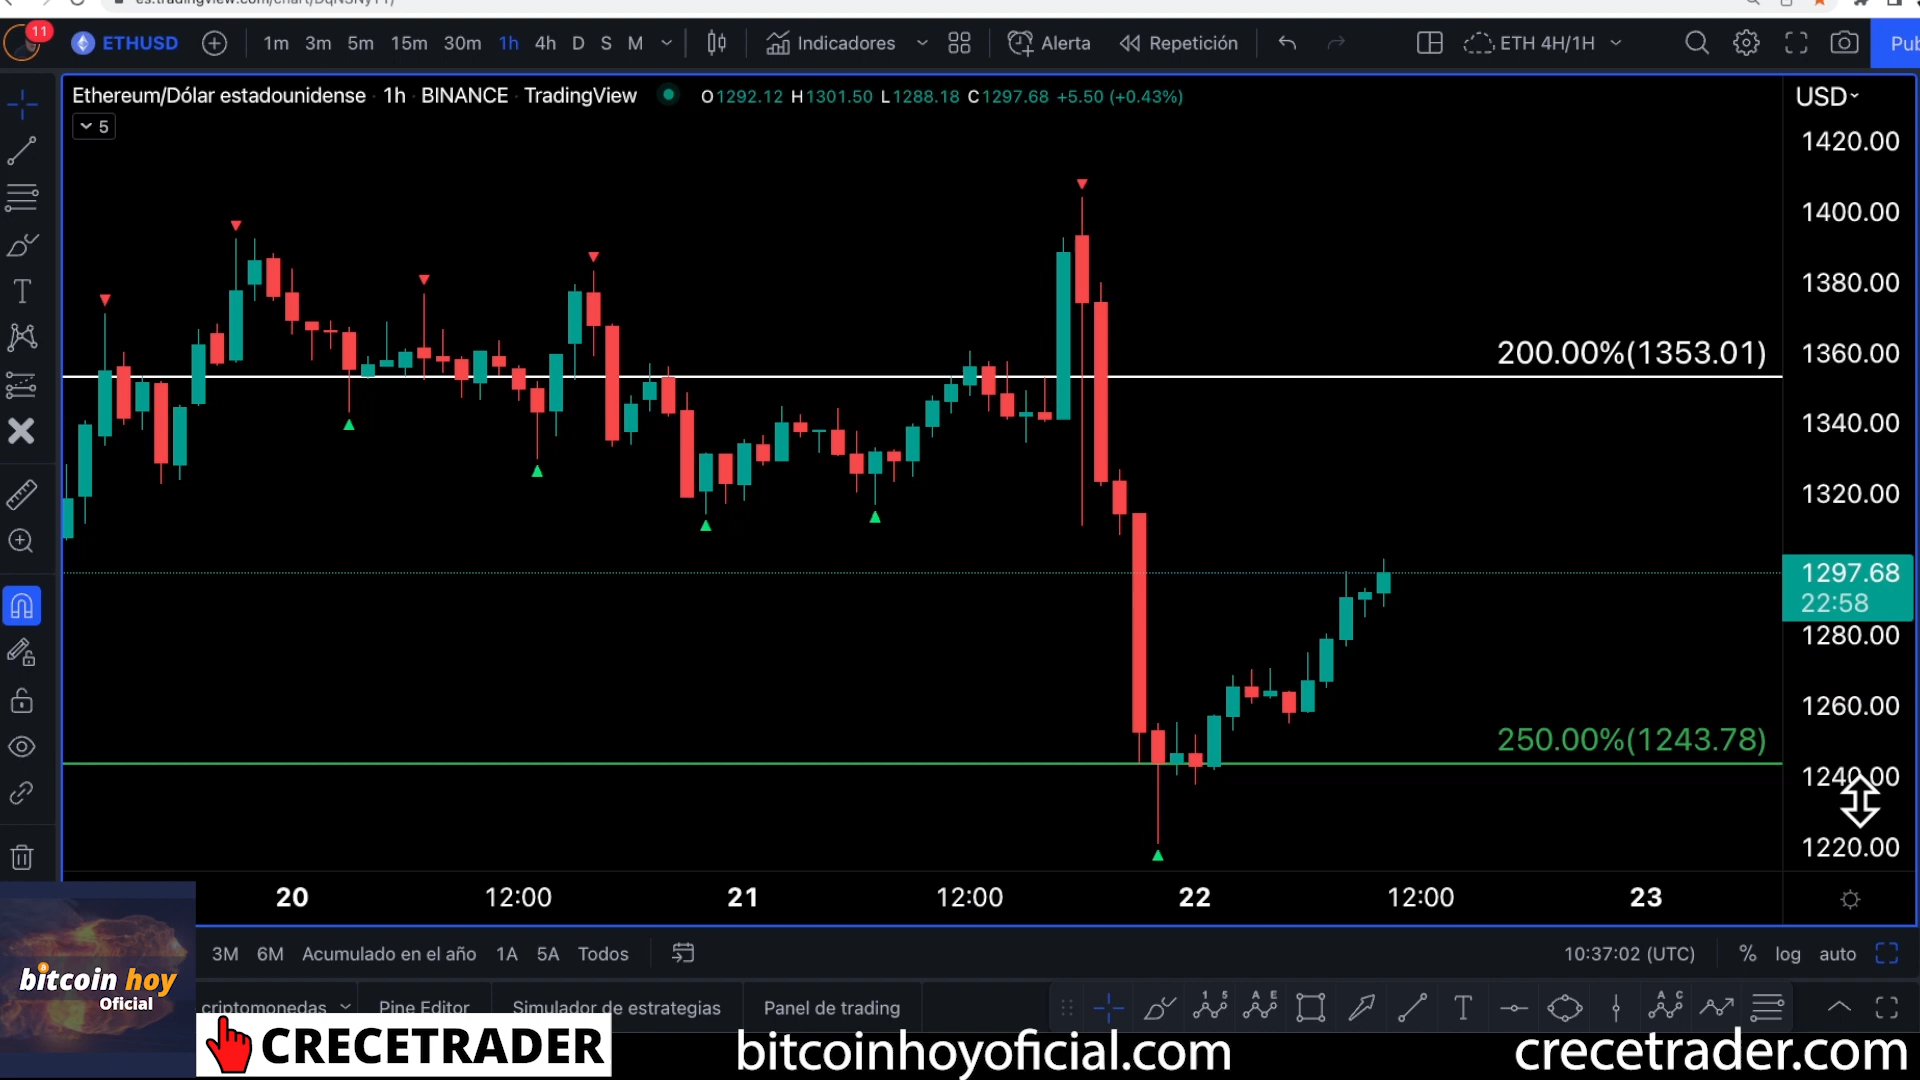 11
ETHUSD
1m 3m 5m 15m 30m 1h 4h D S M
Indicadores
Alerta
Repetición
ETH 4H/1H
Pub
Ethereum/Dólar estadounidense · 1h · BINANCE · TradingView
O1292.12 H1301.50 L1288.18 C1297.68 +5.50 (+0.43%)
USD
5
1420.00
1400.00
1380.00
1360.00
1340.00
1320.00
1297.68
22:58
1280.00
1260.00
1240.00
1220.00
200.00%(1353.01)
250.00%(1243.78)
20 12:00 21 12:00 22 12:00 23
3M 6M Acumulado en el año 1A 5A Todos
10:37:02 (UTC) % log auto
criptomonedas Pine Editor Simulador de estrategias Panel de trading
1 5
A E
T
A C
bitcoin hoy
Oficial
CRECETRADER
bitcoinhoyoficial.com
crecetrader.com